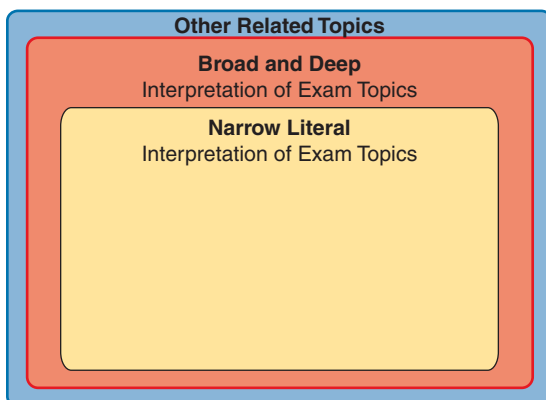 Other Related Topics
Broad and Deep
Interpretation of Exam Topics
Narrow Literal
Interpretation of Exam Topics